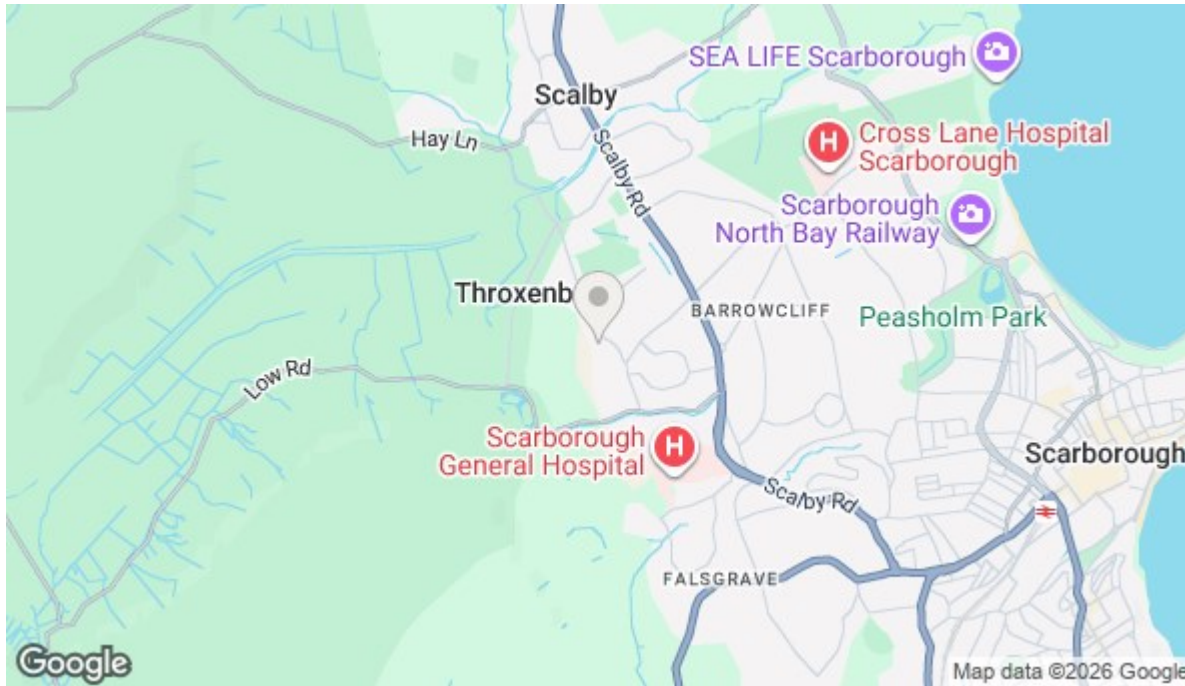 SEA LIFE Scarborough
Scalby
Hay Ln
Cross Lane Hospital
Scarborough
Scalby Rd
Scarborough
North Bay Railway
Throxenb
BARROWCLIFF
Peasholm Park
Low Rd
H
H
Scarborough
General Hospital
Scarborough
Scalby Rd
FALSGRAVE
Google
Map data ©2026 Google